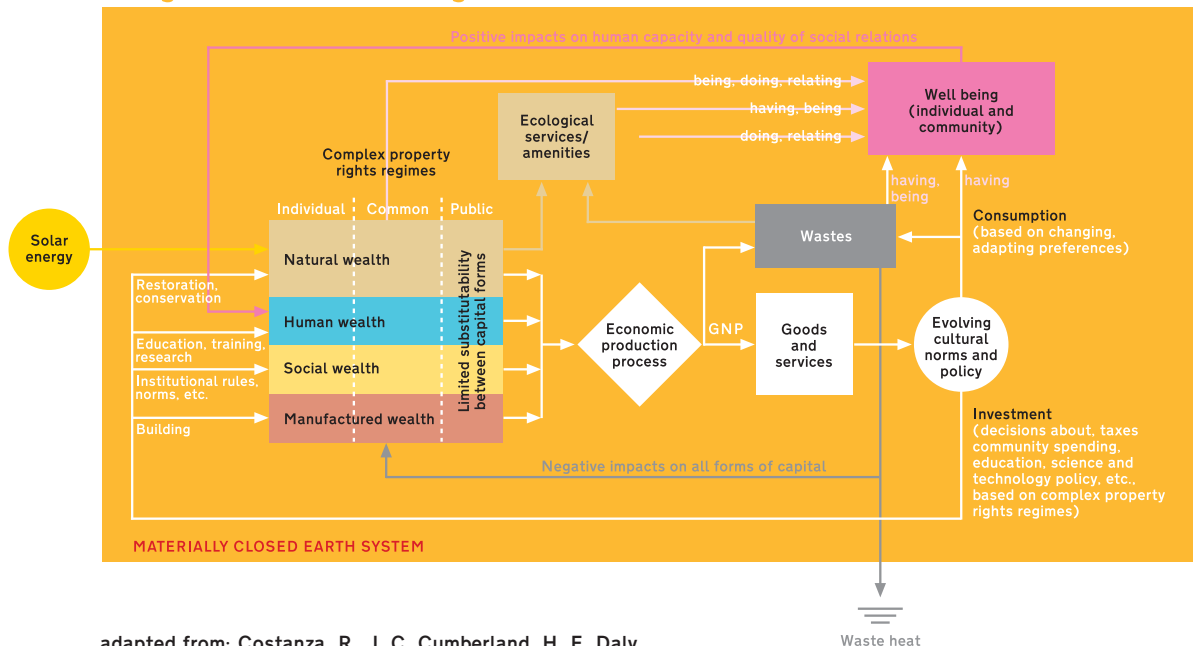 Positive impacts on human capacity and quality of social relations
being, doing, relating
having, being
doing, relating
Well being
(individual and
community)
Ecological
services/
amenities
Complex property
rights regimes
having,
being
having
Individual
Common
Public
Consumption
(based on changing,
adapting preferences)
Wastes
Solar
energy
Natural wealth
Restoration,
conservation
Human wealth
Education, training,
research
Social wealth
Institutional rules,
norms, etc.
Manufactured wealth
Building
Limited substitutability
between capital forms
Economic
production
process
GNP
Goods
and
services
Evolving
cultural
norms and
policy
Investment
(decisions about, taxes
community spending,
education, science and
technology policy, etc.,
based on complex property
rights regimes)
Negative impacts on all forms of capital
MATERIALLY CLOSED EARTH SYSTEM
Waste heat
adapted from: Costanza, R., J. C. Cumberland, H. E. Daly,